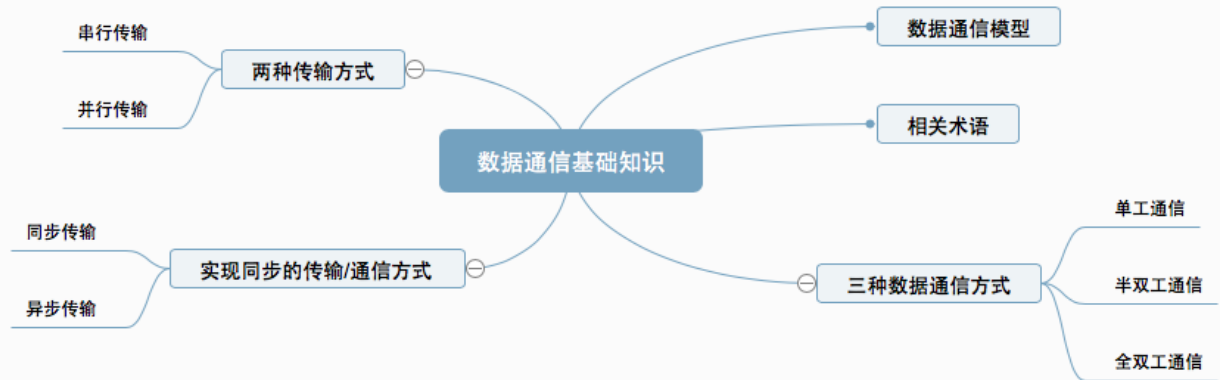 数据通信基础知识
数据通信模型
相关术语
三种数据通信方式
单工通信
半双工通信
全双工通信
两种传输方式
串行传输
并行传输
实现同步的传输/通信方式
同步传输
异步传输